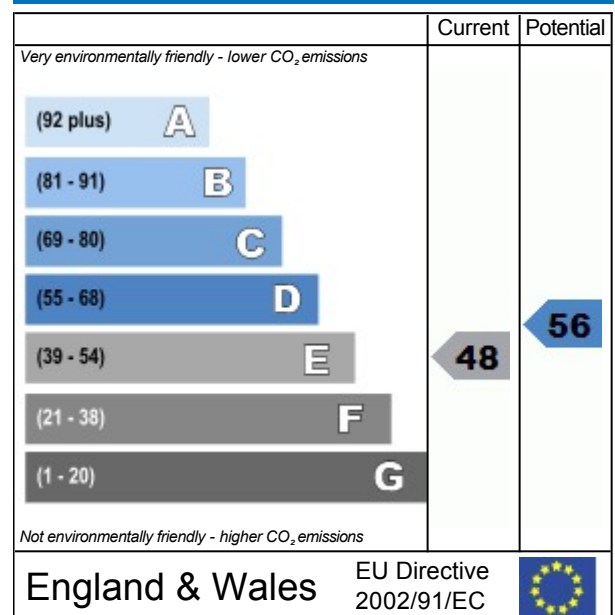 Current Potential
Very environmentally friendly - lower CO₂ emissions
(92 plus) A
(81 - 91) B
(69 - 80) C
(55 - 68) D
56
(39 - 54) E
48
(21 - 38) F
(1 - 20) G
Not environmentally friendly - higher CO₂ emissions
England & Wales
EU Directive
2002/91/EC